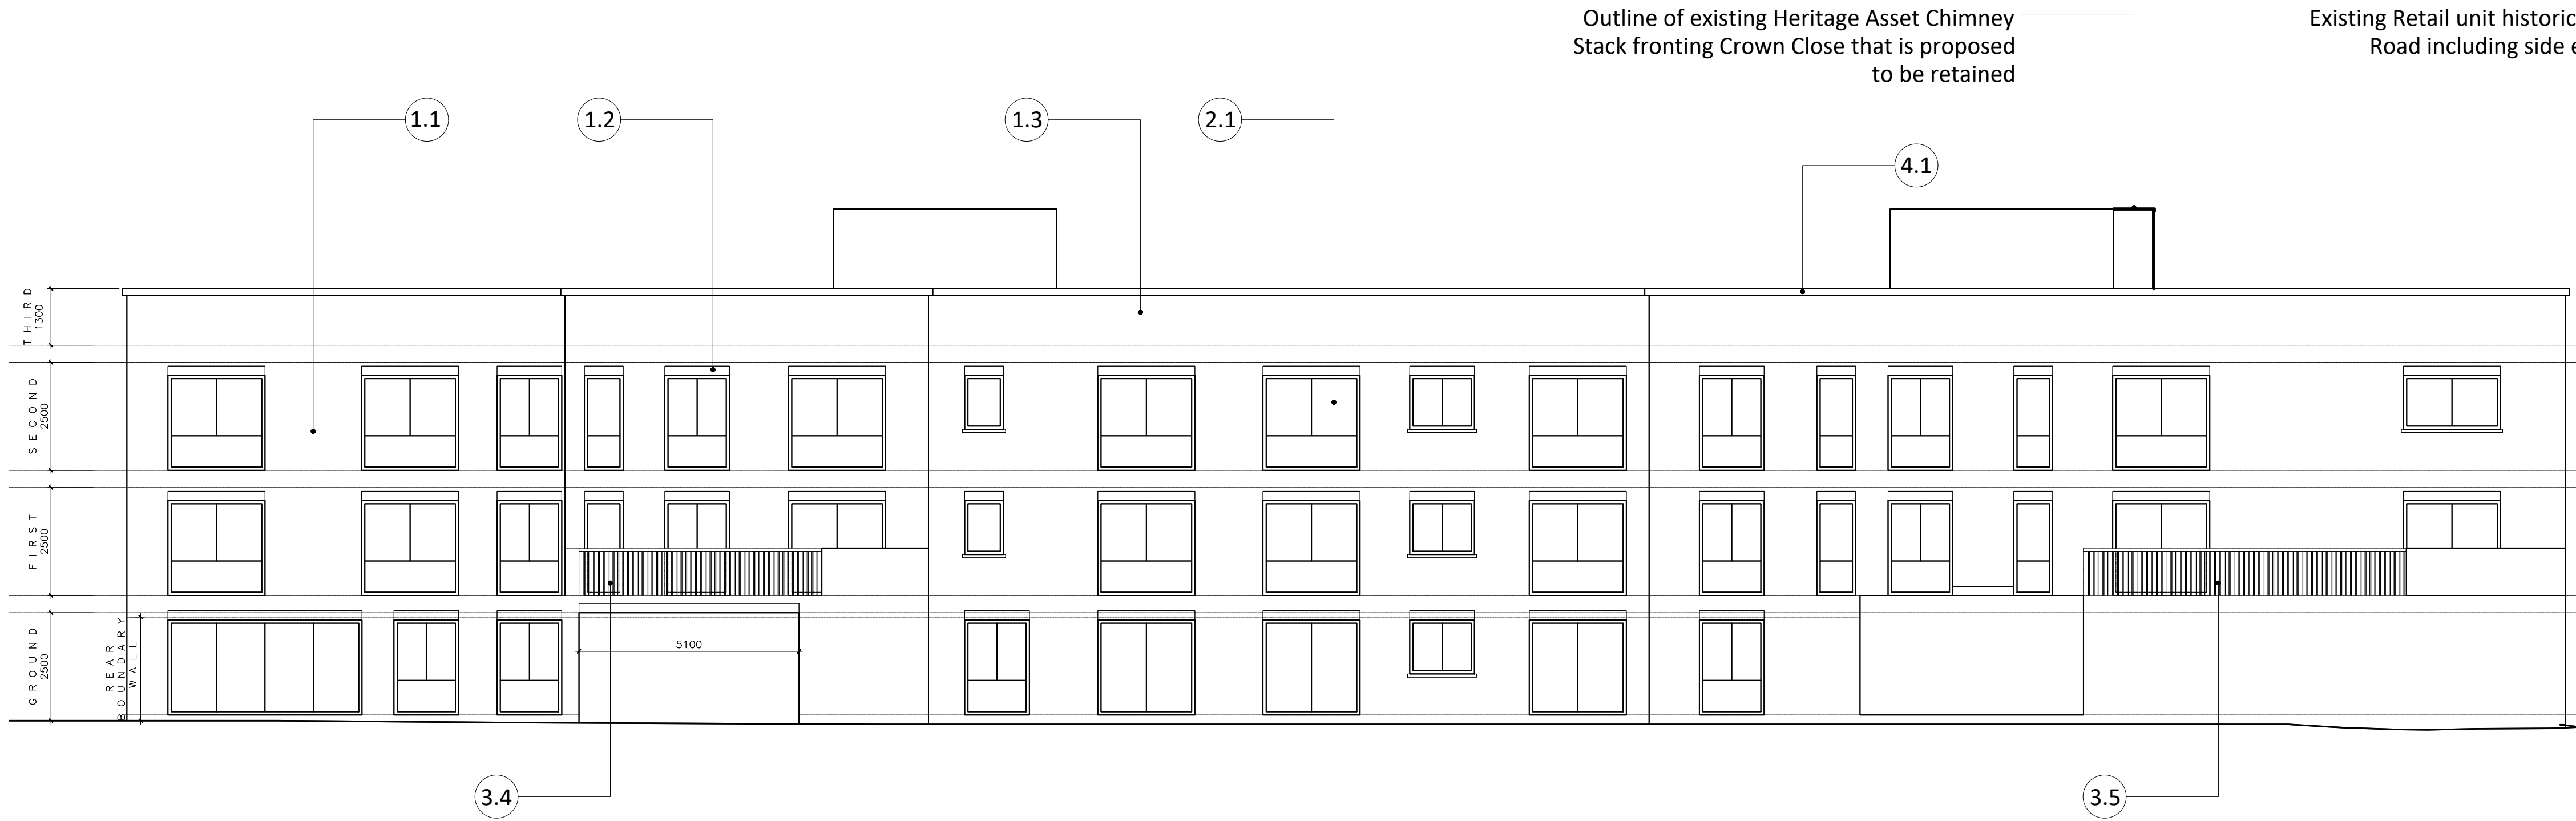 Outline of existing Heritage Asset Chimney
Stack fronting Crown Close that is proposed
to be retained
Existing Retail unit historic
Road including side e
1.1
1.2
1.3
2.1
4.1
THIRD
1300
SECOND
2500
FIRST
2500
GROUND
2500
REAR
BOUNDARY
WALL
5100
3.4
3.5